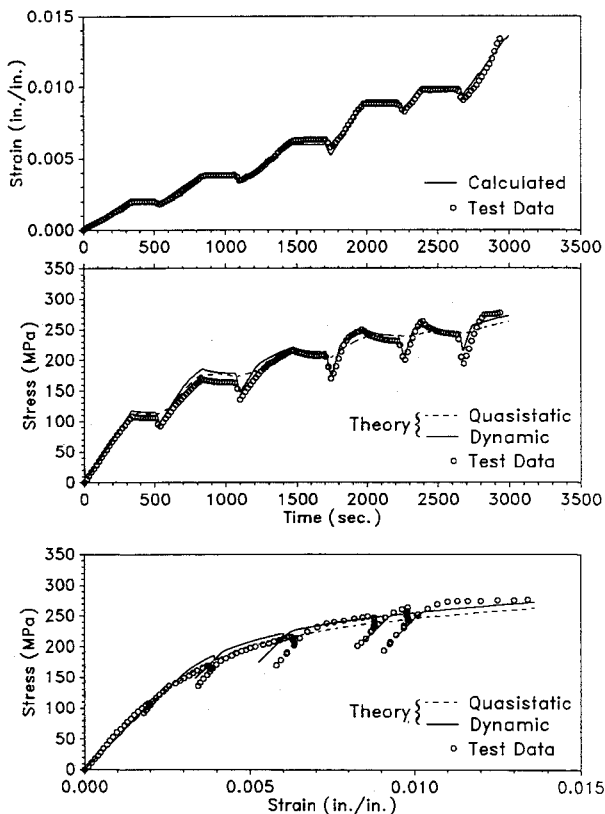 0.015
0.010
0.005
0.000
Strain (in./in.)
Calculated
Test Data
0 500 1000 1500 2000 2500 3000 3500
350
300
250
200
150
100
50
0
Stress (MPa)
Theory
Quasistatic
Dynamic
Test Data
0 500 1000 1500 2000 2500 3000 3500
Time (sec.)
350
300
250
200
150
100
50
0
Stress (MPa)
Theory
Quasistatic
Dynamic
Test Data
0.000 0.005 0.010 0.015
Strain (in./in.)